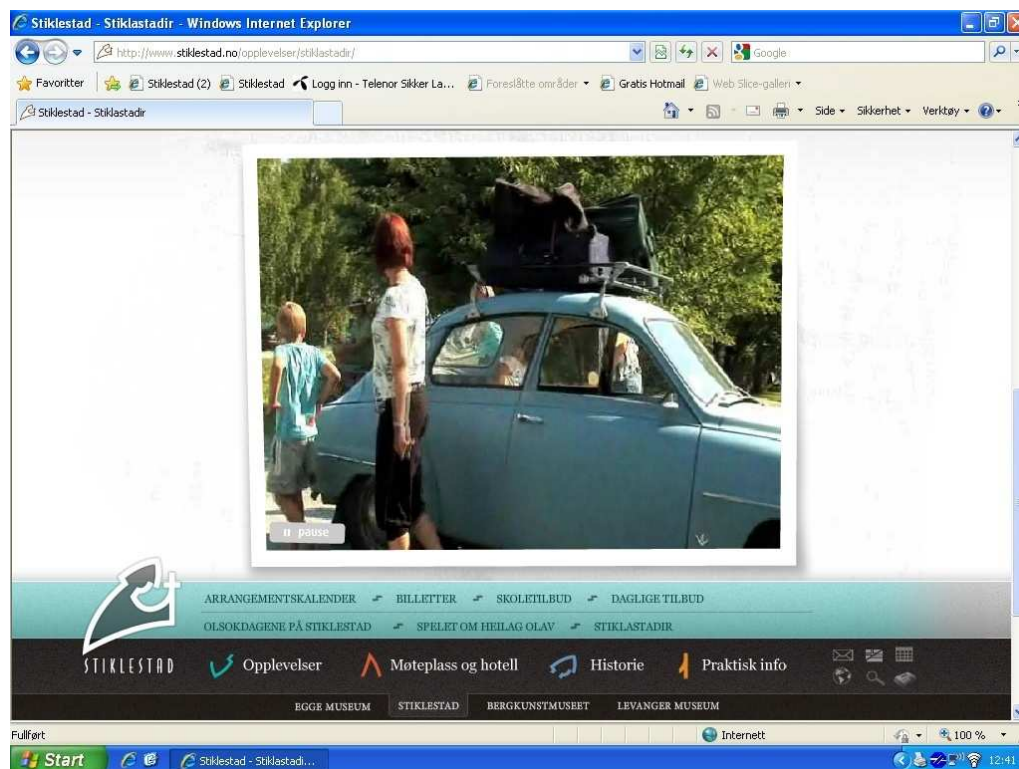 Stiklestad - Stiklastadir - Windows Internet Explorer
http://www.stiklestad.no/opplevelser/stiklastadir/
Google
Favoritter Stiklestad (2) Stiklestad Logg inn - Telenor Sikker La... Foreslåtte områder Gratis Hotmail Web Slice-galleri
Stiklestad - Stiklastadir Side Sikkerhet Verktøy
pause
ARRANGEMENTSKALENDER BILLETTER SKOLETILBUD DAGLIGE TILBUD
OLSOKDAGENE PÅ STIKLESTAD SPELET OM HEILAG OLAV STIKLASTADIR
STIKLESTAD Opplevelser Møteplass og hotell Historie Praktisk info
EGGE MUSEUM STIKLESTAD BERGKUNSTMUSEET LEVANGER MUSEUM
Fullført Internett 100 %
Start Stiklestad - Stiklastadi... 12:41